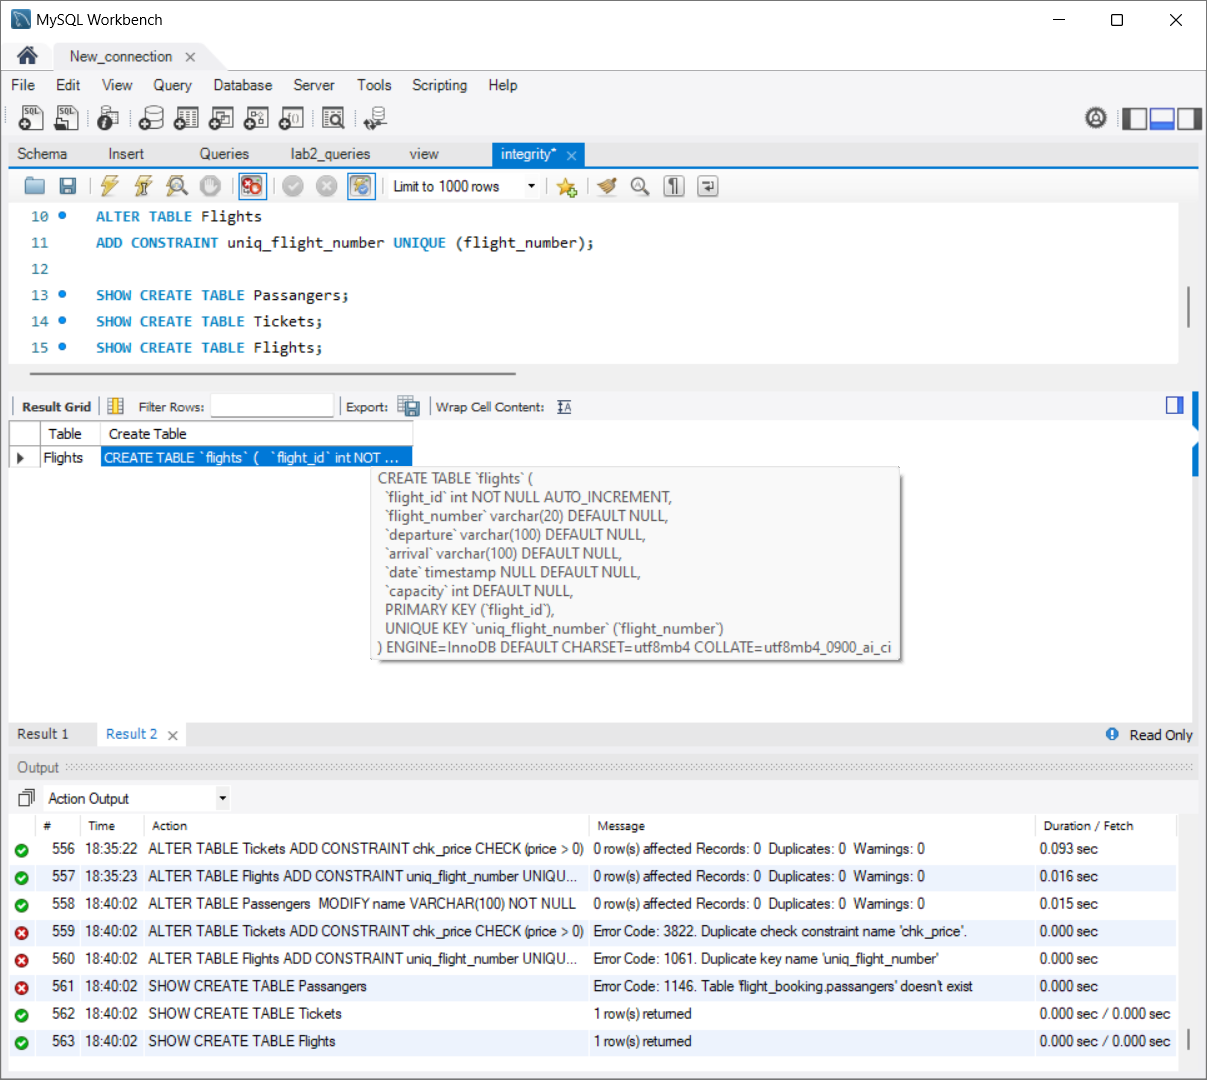 MySQL Workbench
New_connection
File Edit View Query Database Server Tools Scripting Help
SQL SQL
Schema Insert Queries lab2_queries view integrity*
Limit to 1000 rows
10 ALTER TABLE Flights
11 ADD CONSTRAINT uniq_flight_number UNIQUE (flight_number);
12
13 SHOW CREATE TABLE Passangers;
14 SHOW CREATE TABLE Tickets;
15 SHOW CREATE TABLE Flights;
Result Grid Filter Rows: Export: Wrap Cell Content:
Table Create Table
Flights CREATE TABLE `flights` ( `flight_id` int NOT ...
CREATE TABLE `flights` (
`flight_id` int NOT NULL AUTO_INCREMENT,
`flight_number` varchar(20) DEFAULT NULL,
`departure` varchar(100) DEFAULT NULL,
`arrival` varchar(100) DEFAULT NULL,
`date` timestamp NULL DEFAULT NULL,
`capacity` int DEFAULT NULL,
PRIMARY KEY (`flight_id`),
UNIQUE KEY `uniq_flight_number` (`flight_number`)
) ENGINE=InnoDB DEFAULT CHARSET=utf8mb4 COLLATE=utf8mb4_0900_ai_ci
Result 1 Result 2 Read Only
Output
Action Output
# Time Action Message Duration / Fetch
556 18:35:22 ALTER TABLE Tickets ADD CONSTRAINT chk_price CHECK (price > 0) 0 row(s) affected Records: 0 Duplicates: 0 Warnings: 0 0.093 sec
557 18:35:23 ALTER TABLE Flights ADD CONSTRAINT uniq_flight_number UNIQU... 0 row(s) affected Records: 0 Duplicates: 0 Warnings: 0 0.016 sec
558 18:40:02 ALTER TABLE Passengers MODIFY name VARCHAR(100) NOT NULL 0 row(s) affected Records: 0 Duplicates: 0 Warnings: 0 0.015 sec
559 18:40:02 ALTER TABLE Tickets ADD CONSTRAINT chk_price CHECK (price > 0) Error Code: 3822. Duplicate check constraint name 'chk_price'. 0.000 sec
560 18:40:02 ALTER TABLE Flights ADD CONSTRAINT uniq_flight_number UNIQU... Error Code: 1061. Duplicate key name 'uniq_flight_number' 0.000 sec
561 18:40:02 SHOW CREATE TABLE Passangers Error Code: 1146. Table 'flight_booking.passangers' doesn't exist 0.000 sec
562 18:40:02 SHOW CREATE TABLE Tickets 1 row(s) returned 0.000 sec / 0.000 sec
563 18:40:02 SHOW CREATE TABLE Flights 1 row(s) returned 0.000 sec / 0.000 sec